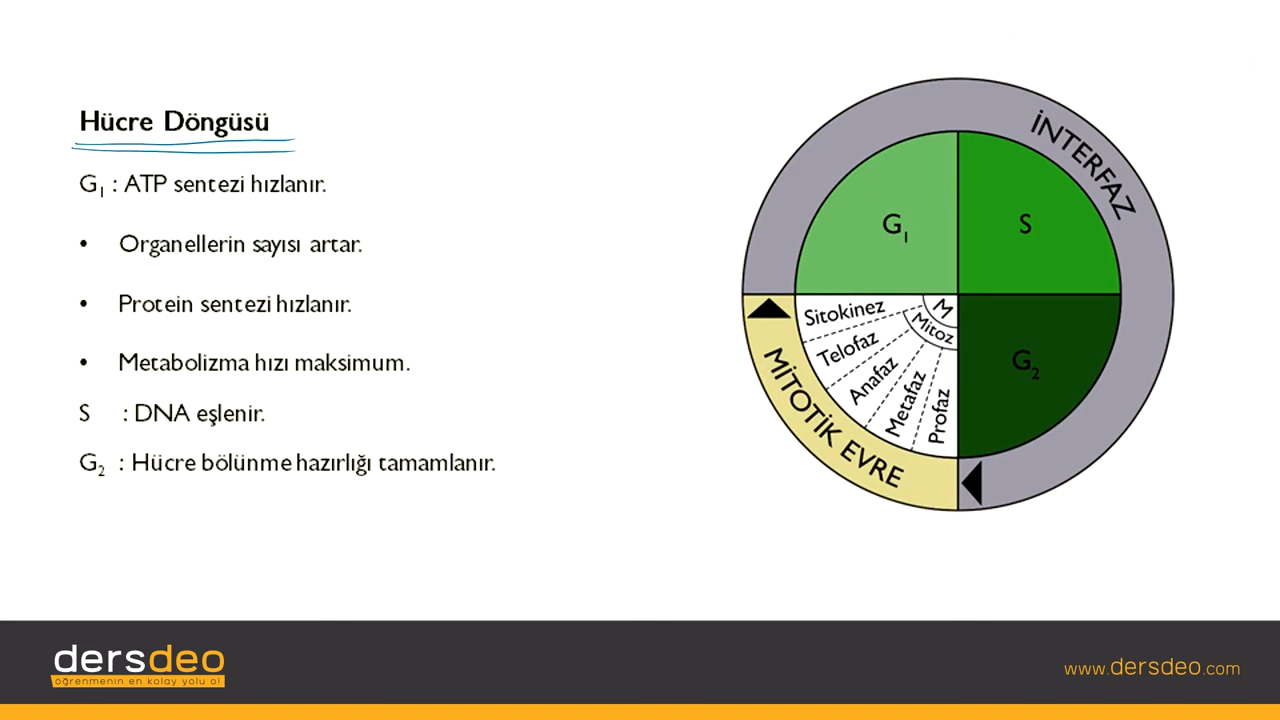 Hücre Döngüsü
G1 : ATP sentezi hızlanır.
• Organellerin sayısı artar.
• Protein sentezi hızlanır.
• Metabolizma hızı maksimum.
S : DNA eşlenir.
G2 : Hücre bölünme hazırlığı tamamlanır.
İNTERFAZ
G1
S
G2
M
Mitoz
Sitokinez
Telofaz
Anafaz
Metafaz
Profaz
MİTOTİK EVRE
dersdeo
öğrenmenin en kolay yolu o!
www.dersdeo.com